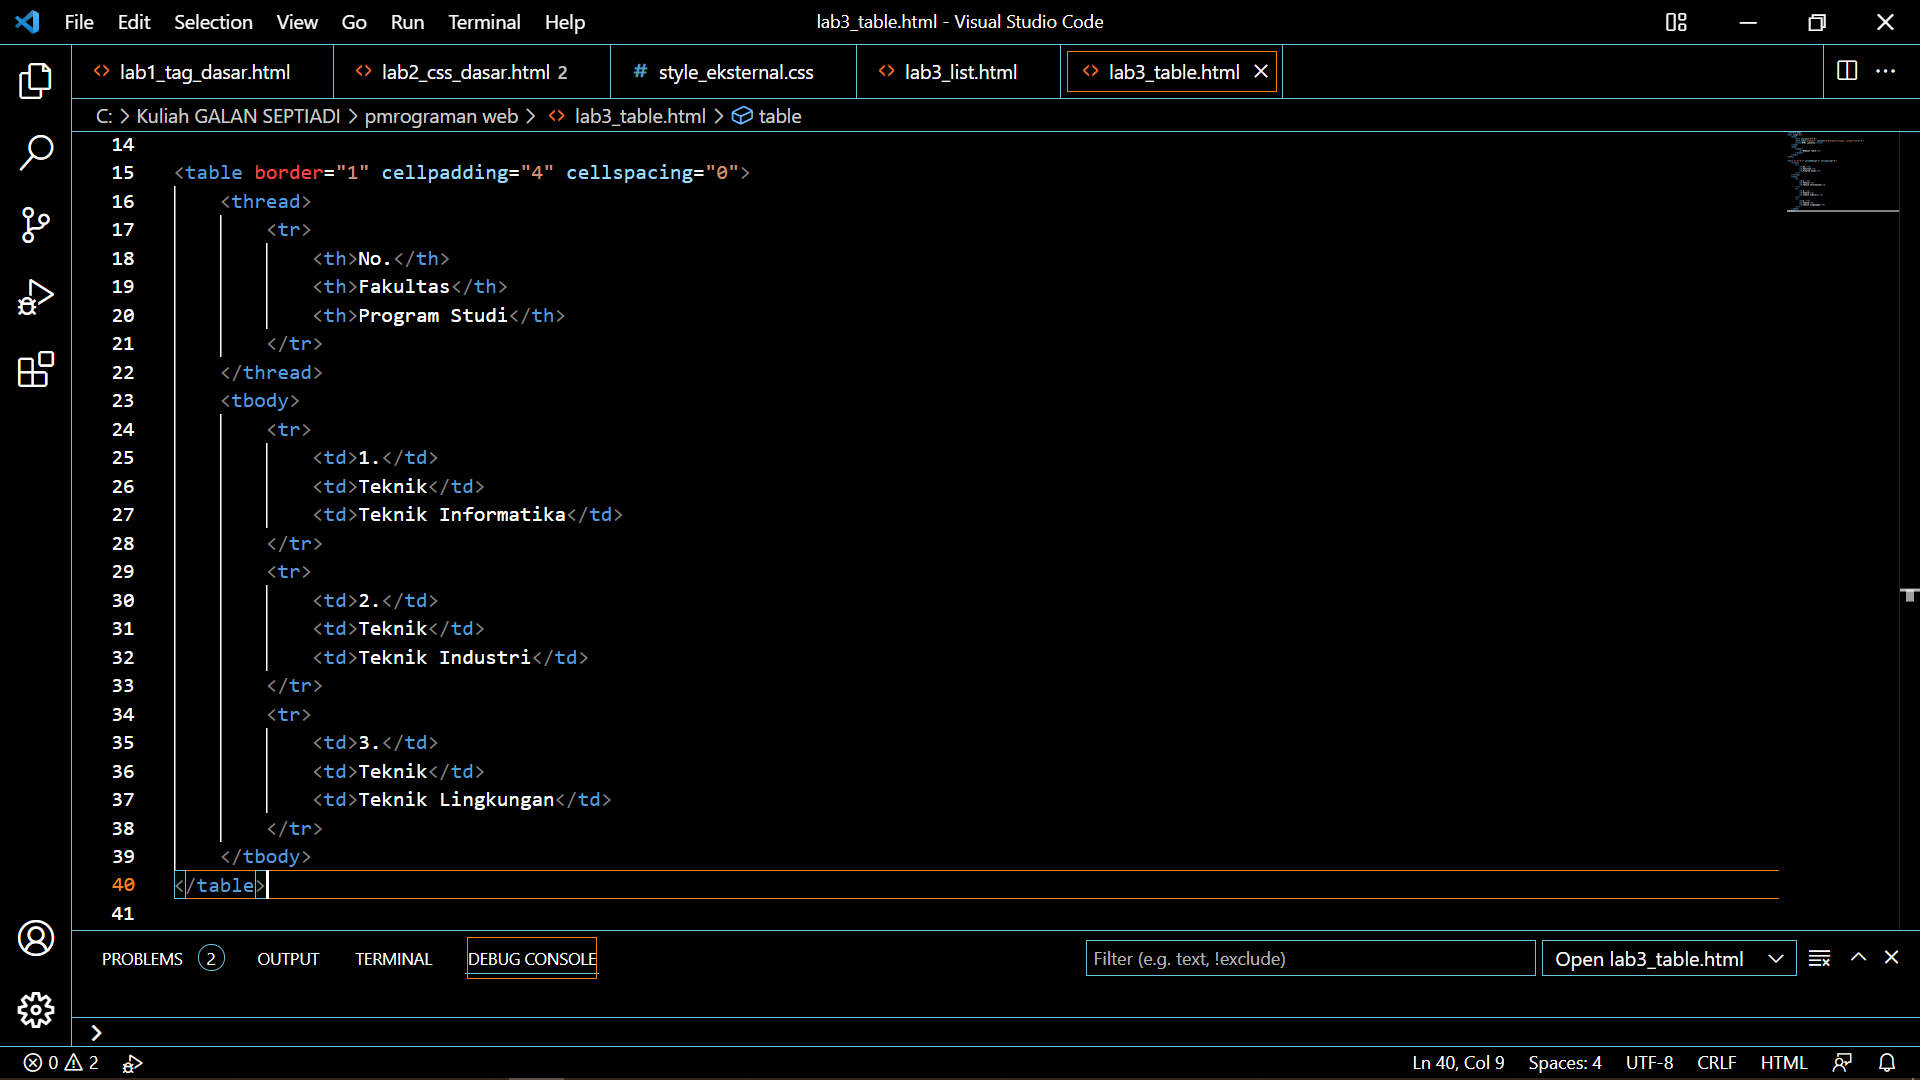 File Edit Selection View Go Run Terminal Help lab3_table.html - Visual Studio Code
lab1_tag_dasar.html lab2_css_dasar.html 2 # style_eksternal.css lab3_list.html lab3_table.html
C: > Kuliah GALAN SEPTIADI > pmrograman web > lab3_table.html > table
14
15 <table border="1" cellpadding="4" cellspacing="0">
16 <thread>
17 <tr>
18 <th>No.</th>
19 <th>Fakultas</th>
20 <th>Program Studi</th>
21 </tr>
22 </thread>
23 <tbody>
24 <tr>
25 <td>1.</td>
26 <td>Teknik</td>
27 <td>Teknik Informatika</td>
28 </tr>
29 <tr>
30 <td>2.</td>
31 <td>Teknik</td>
32 <td>Teknik Industri</td>
33 </tr>
34 <tr>
35 <td>3.</td>
36 <td>Teknik</td>
37 <td>Teknik Lingkungan</td>
38 </tr>
39 </tbody>
40 </table>
41
PROBLEMS 2 OUTPUT TERMINAL DEBUG CONSOLE Filter (e.g. text, !exclude) Open lab3_table.html
>
0 2 Ln 40, Col 9 Spaces: 4 UTF-8 CRLF HTML